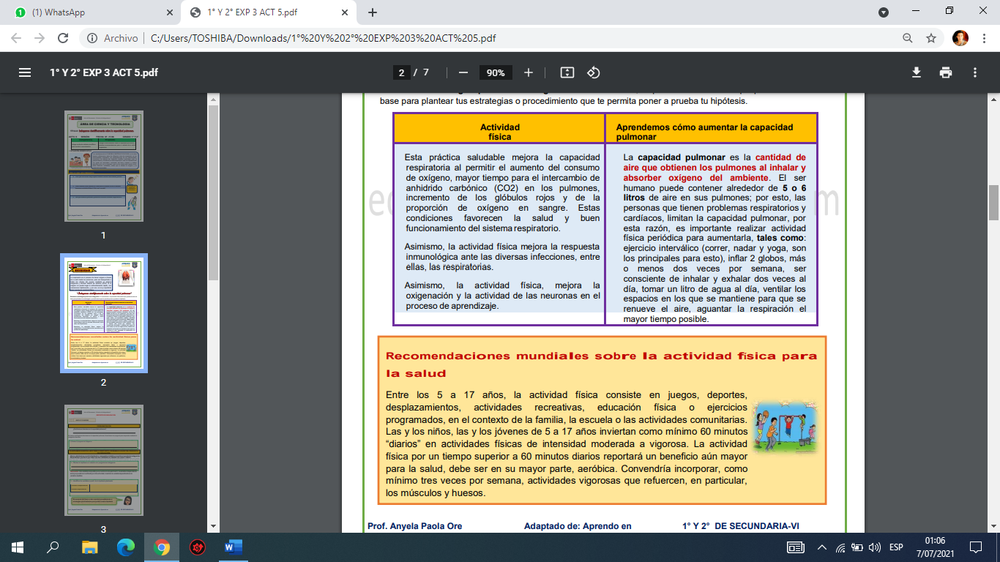 (1) WhatsApp
1° Y 2° EXP 3 ACT 5.pdf
Archivo
C:/Users/TOSHIBA/Downloads/1°%20Y%202°%20EXP%203%20ACT%205.pdf
1° Y 2° EXP 3 ACT 5.pdf
2 / 7
90%
base para plantear tus estrategias o procedimiento que te permita poner a prueba tu hipótesis.
Actividad
física
Esta práctica saludable mejora la capacidad
respiratoria al permitir el aumento del consumo
de oxígeno, mayor tiempo para el intercambio de
anhidrido carbónico (CO2) en los pulmones,
incremento de los glóbulos rojos y de la
proporción de oxígeno en sangre. Estas
condiciones favorecen la salud y buen
funcionamiento del sistema respiratorio.
Asimismo, la actividad física mejora la respuesta
inmunológica ante las diversas infecciones, entre
ellas, las respiratorias.
Asimismo, la actividad física, mejora la
oxigenación y la actividad de las neuronas en el
proceso de aprendizaje.
Aprendemos cómo aumentar la capacidad
pulmonar
La capacidad pulmonar es la cantidad de
aire que obtienen los pulmones al inhalar y
absorber oxígeno del ambiente. El ser
humano puede contener alrededor de 5 o 6
litros de aire en sus pulmones; por esto, las
personas que tienen problemas respiratorios y
cardíacos, limitan la capacidad pulmonar, por
esta razón, es importante realizar actividad
física periódica para aumentarla, tales como:
ejercicio interválico (correr, nadar y yoga, son
los principales para esto), inflar 2 globos, más
o menos dos veces por semana, ser
consciente de inhalar y exhalar dos veces al
día, tomar un litro de agua al día, ventilar los
espacios en los que se mantiene para que se
renueve el aire, aguantar la respiración el
mayor tiempo posible.
Recomendaciones mundiales sobre la actividad física para
la salud
Entre los 5 a 17 años, la actividad física consiste en juegos, deportes,
desplazamientos, actividades recreativas, educación física o ejercicios
programados, en el contexto de la familia, la escuela o las actividades comunitarias.
Las y los niños, las y los jóvenes de 5 a 17 años inviertan como mínimo 60 minutos
“diarios” en actividades físicas de intensidad moderada a vigorosa. La actividad
física por un tiempo superior a 60 minutos diarios reportará un beneficio aún mayor
para la salud, debe ser en su mayor parte, aeróbica. Convendría incorporar, como
mínimo tres veces por semana, actividades vigorosas que refuercen, en particular,
los músculos y huesos.
Prof. Anyela Paola Ore
Adaptado de: Aprendo en
1° Y 2° DE SECUNDARIA-VI
1
2
3
ESP
01:06
7/07/2021